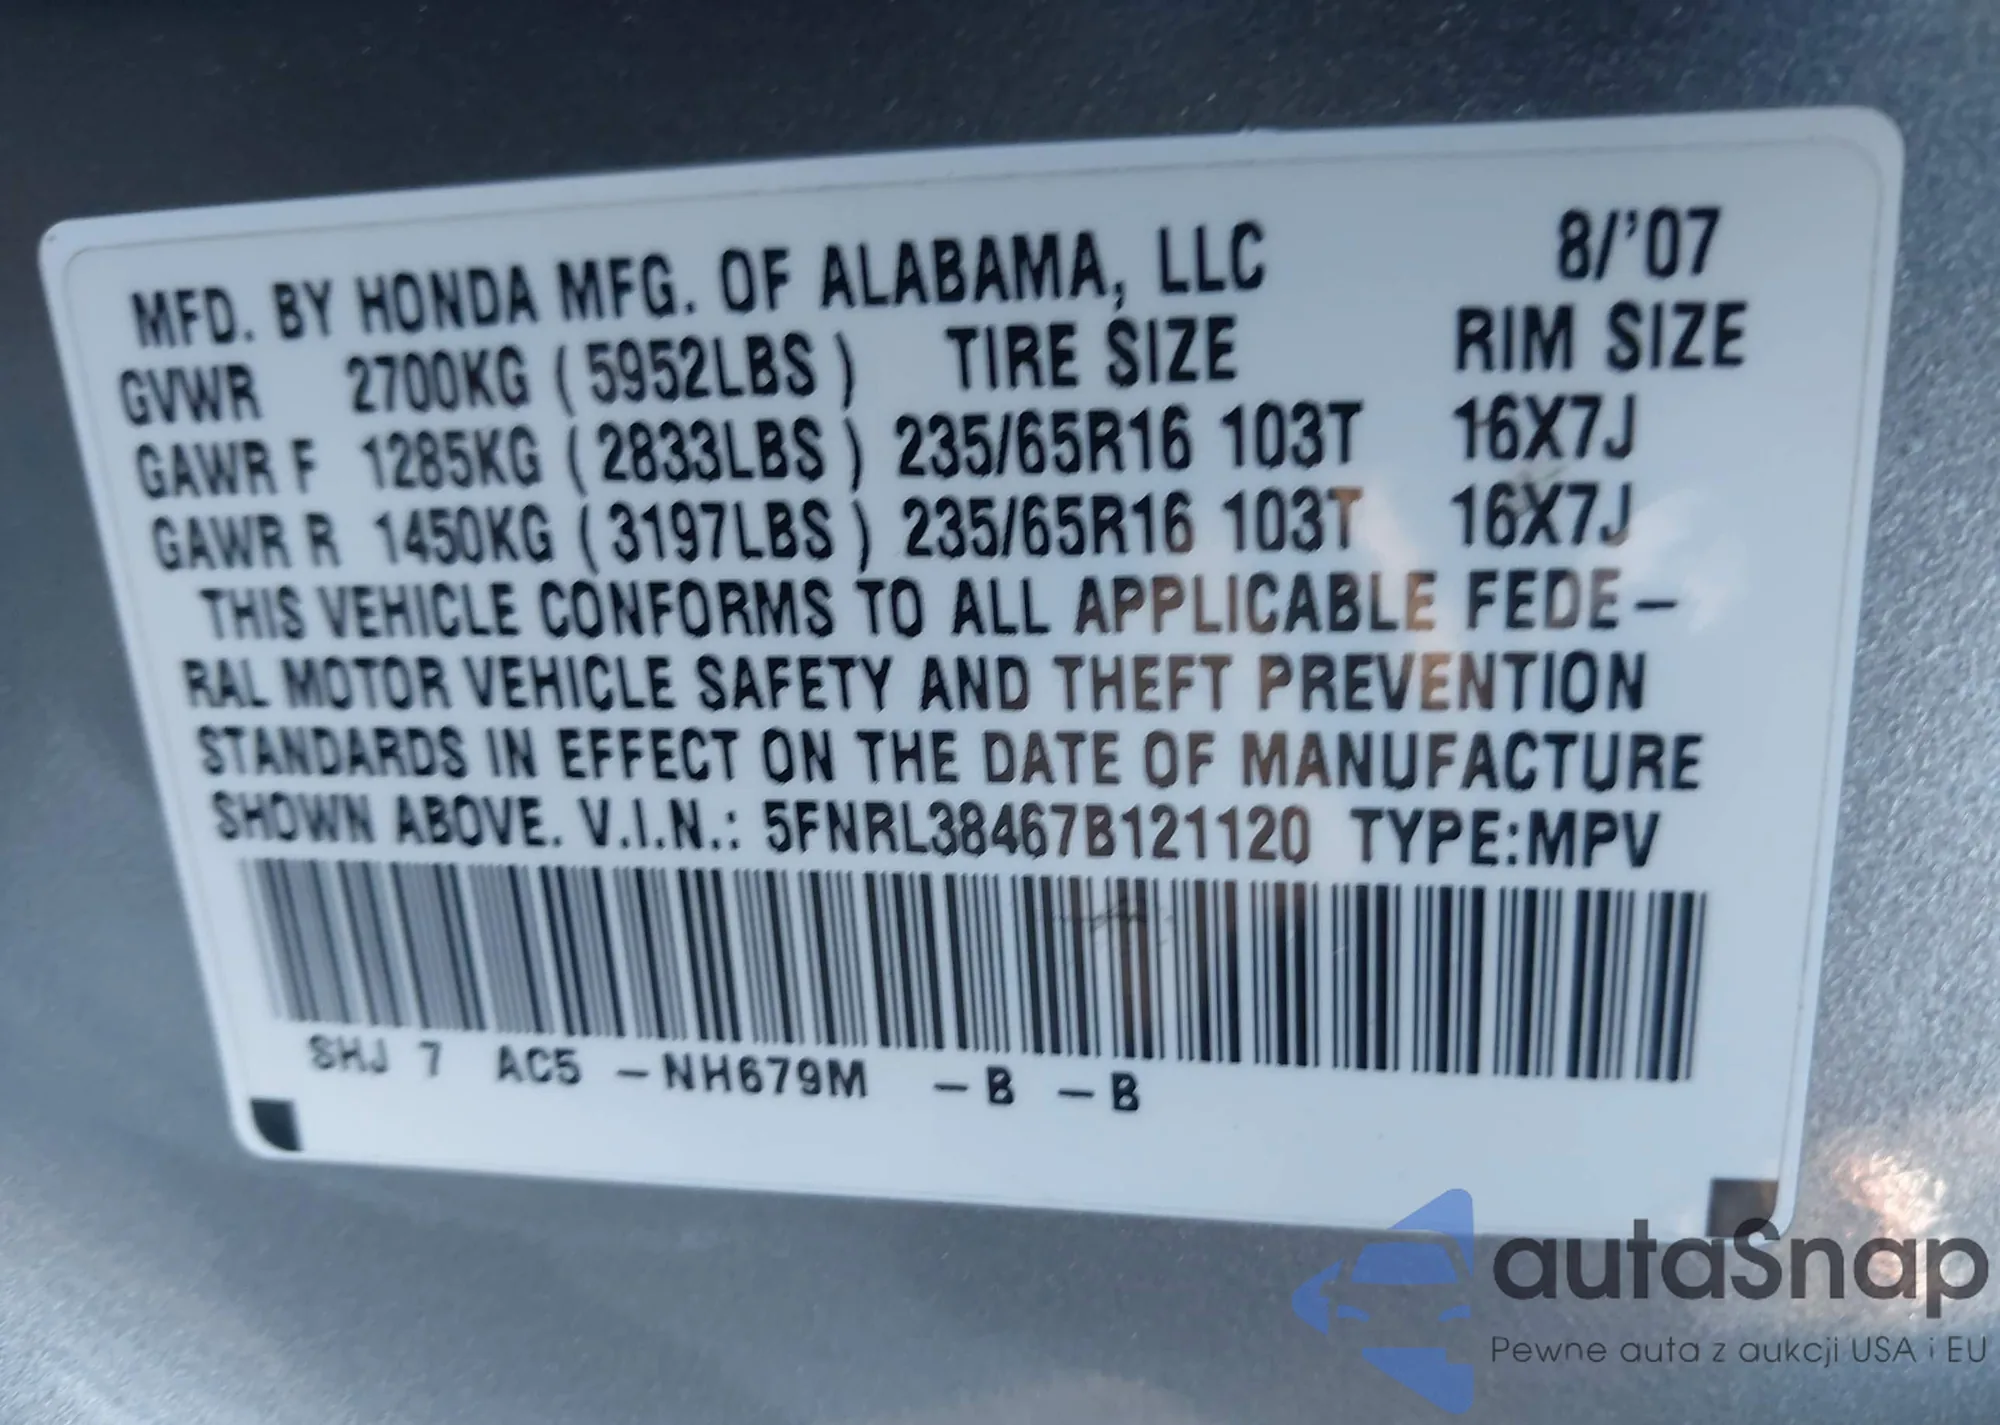 MFD. BY HONDA MFG. OF ALABAMA, LLC 8/'07
GVWR 2700KG (5952LBS) TIRE SIZE RIM SIZE
GAWR F 1285KG (2833LBS) 235/65R16 103T 16X7J
GAWR R 1450KG (3197LBS) 235/65R16 103T 16X7J
THIS VEHICLE CONFORMS TO ALL APPLICABLE FEDE-
RAL MOTOR VEHICLE SAFETY AND THEFT PREVENTION
STANDARDS IN EFFECT ON THE DATE OF MANUFACTURE
SHOWN ABOVE. V.I.N.: 5FNRL38467B121120 TYPE:MPV
SHJ 7 AC5 -NH679M -B -B
autaSnap
Pewne auta z aukcji USA i EU